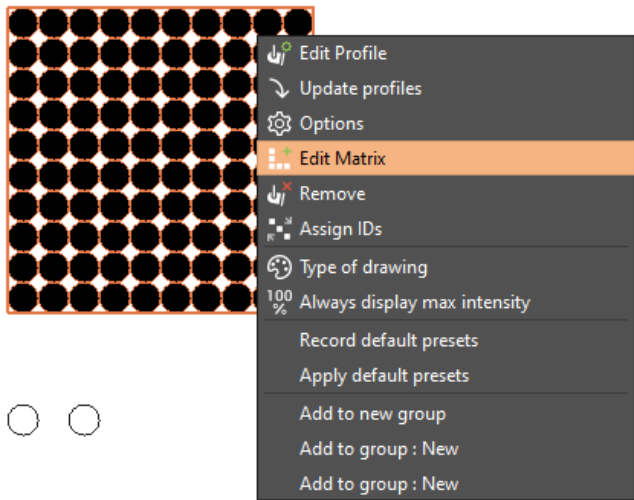 Edit Profile
Update profiles
Options
Edit Matrix
Remove
Assign IDs
Type of drawing
100 %
Always display max intensity
Record default presets
Apply default presets
Add to new group
Add to group : New
Add to group : New